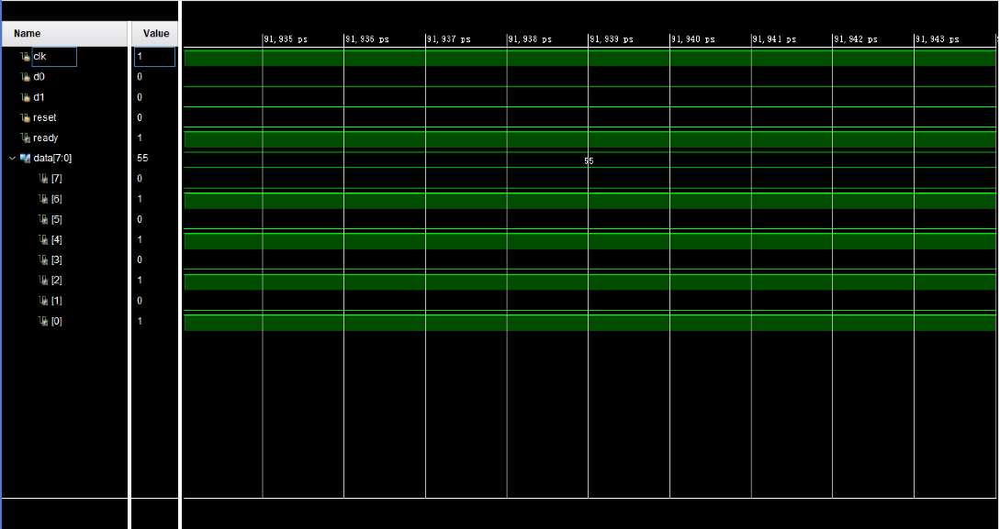 Name Value
91,935 ps 91,936 ps 91,937 ps 91,938 ps 91,939 ps 91,940 ps 91,941 ps 91,942 ps 91,943 ps
clk 1
d0 0
d1 0
reset 0
ready 1
data[7:0] 55 55
[7] 0
[6] 1
[5] 0
[4] 1
[3] 0
[2] 1
[1] 0
[0] 1